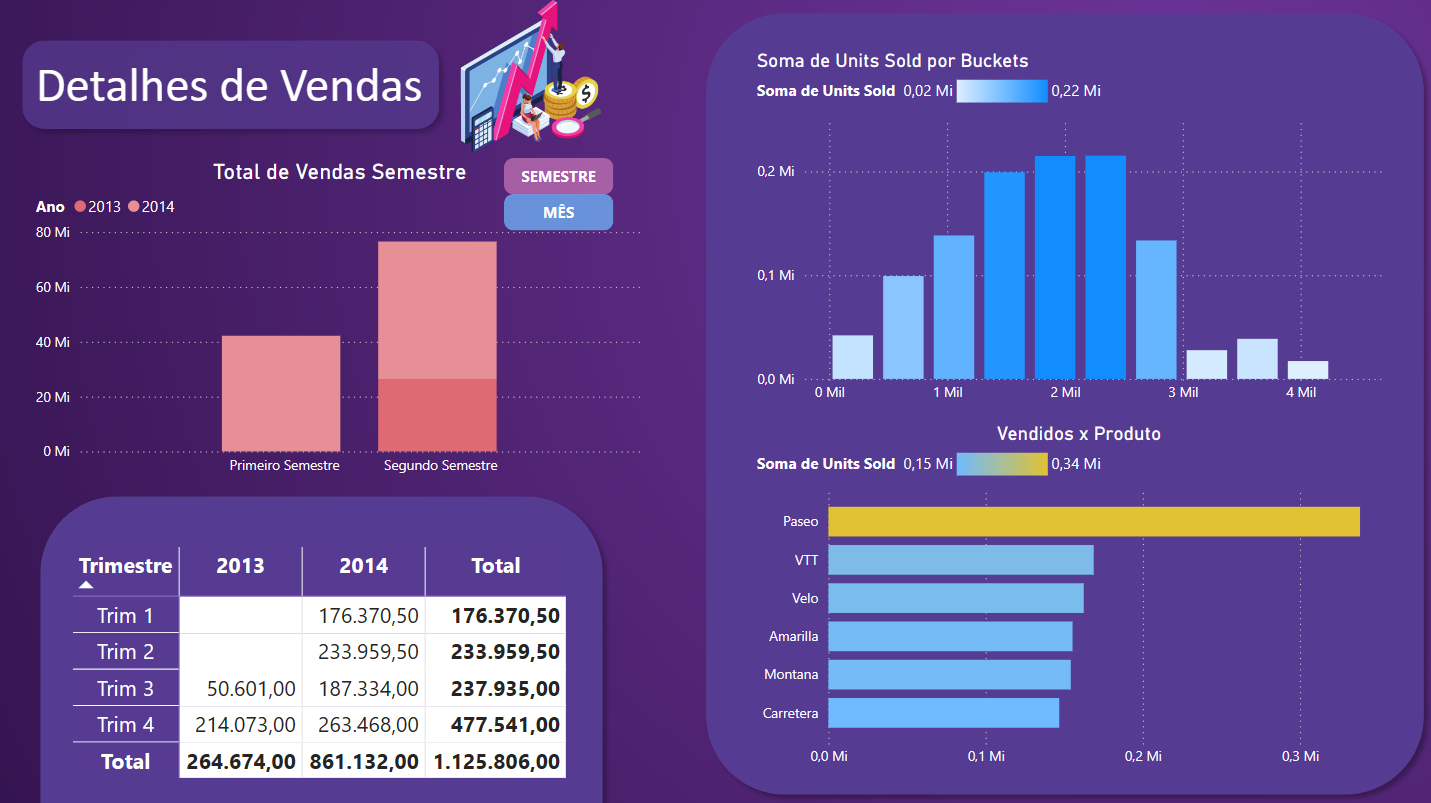 Detalhes de Vendas
Total de Vendas Semestre
SEMESTRE
MÊS
Ano 2013 2014
80 Mi
60 Mi
40 Mi
20 Mi
0 Mi
Primeiro Semestre Segundo Semestre
Trimestre 2013 2014 Total
Trim 1 176.370,50 176.370,50
Trim 2 233.959,50 233.959,50
Trim 3 50.601,00 187.334,00 237.935,00
Trim 4 214.073,00 263.468,00 477.541,00
Total 264.674,00 861.132,00 1.125.806,00
Soma de Units Sold por Buckets
Soma de Units Sold 0,02 Mi 0,22 Mi
0,2 Mi
0,1 Mi
0,0 Mi
0 Mil 1 Mil 2 Mil 3 Mil 4 Mil
Vendidos x Produto
Soma de Units Sold 0,15 Mi 0,34 Mi
Paseo
VTT
Velo
Amarilla
Montana
Carretera
0,0 Mi 0,1 Mi 0,2 Mi 0,3 Mi